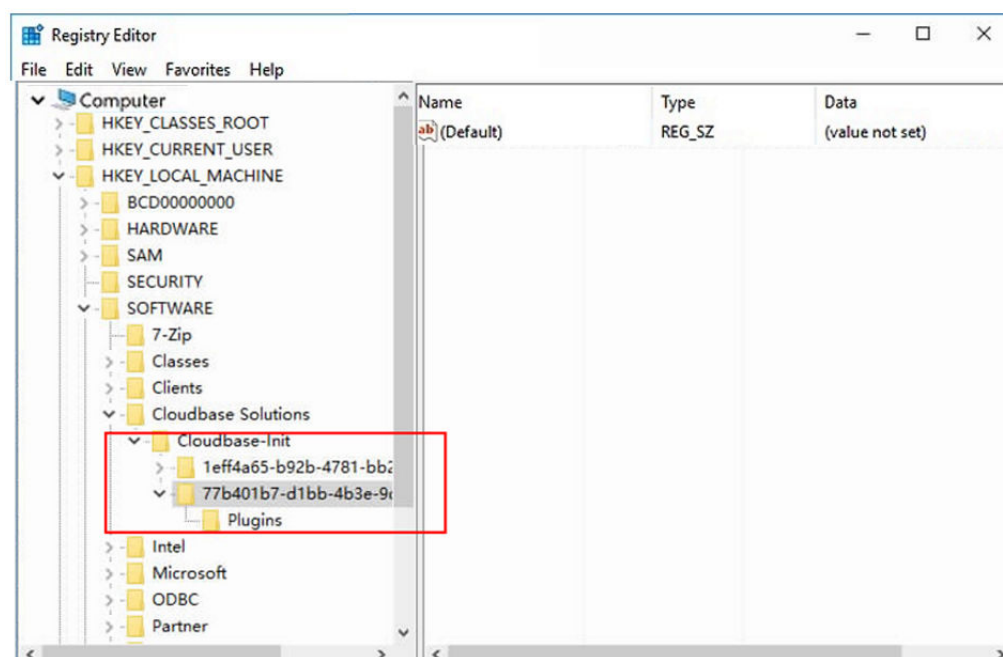 Registry Editor
File Edit View Favorites Help
Computer
HKEY_CLASSES_ROOT
HKEY_CURRENT_USER
HKEY_LOCAL_MACHINE
BCD00000000
HARDWARE
SAM
SECURITY
SOFTWARE
7-Zip
Classes
Clients
Cloudbase Solutions
Cloudbase-Init
1eff4a65-b92b-4781-bb2
77b401b7-d1bb-4b3e-9
Plugins
Intel
Microsoft
ODBC
Partner
Name Type Data
ab (Default) REG_SZ (value not set)